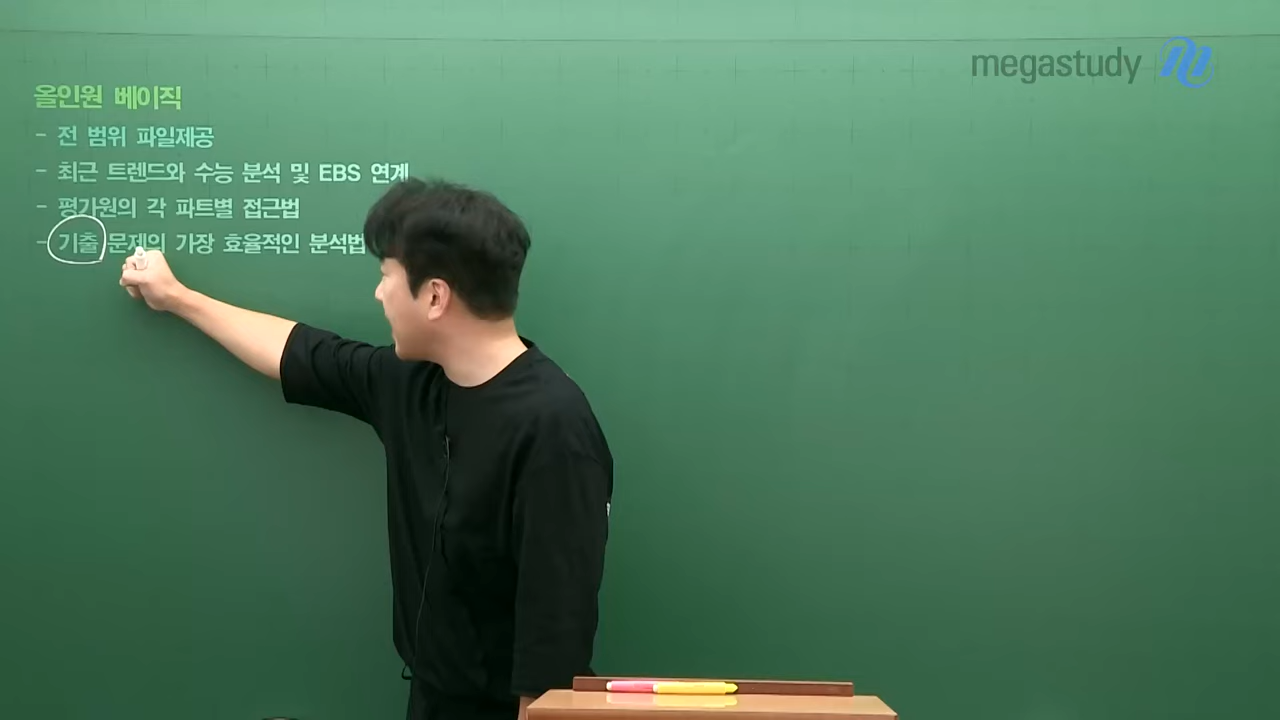 megastudy
올인원 베이직
- 전 범위 파일제공
- 최근 트렌드와 수능 분석 및 EBS 연계
- 평가원의 각 파트별 접근법
- 기출 문제의 가장 효율적인 분석법